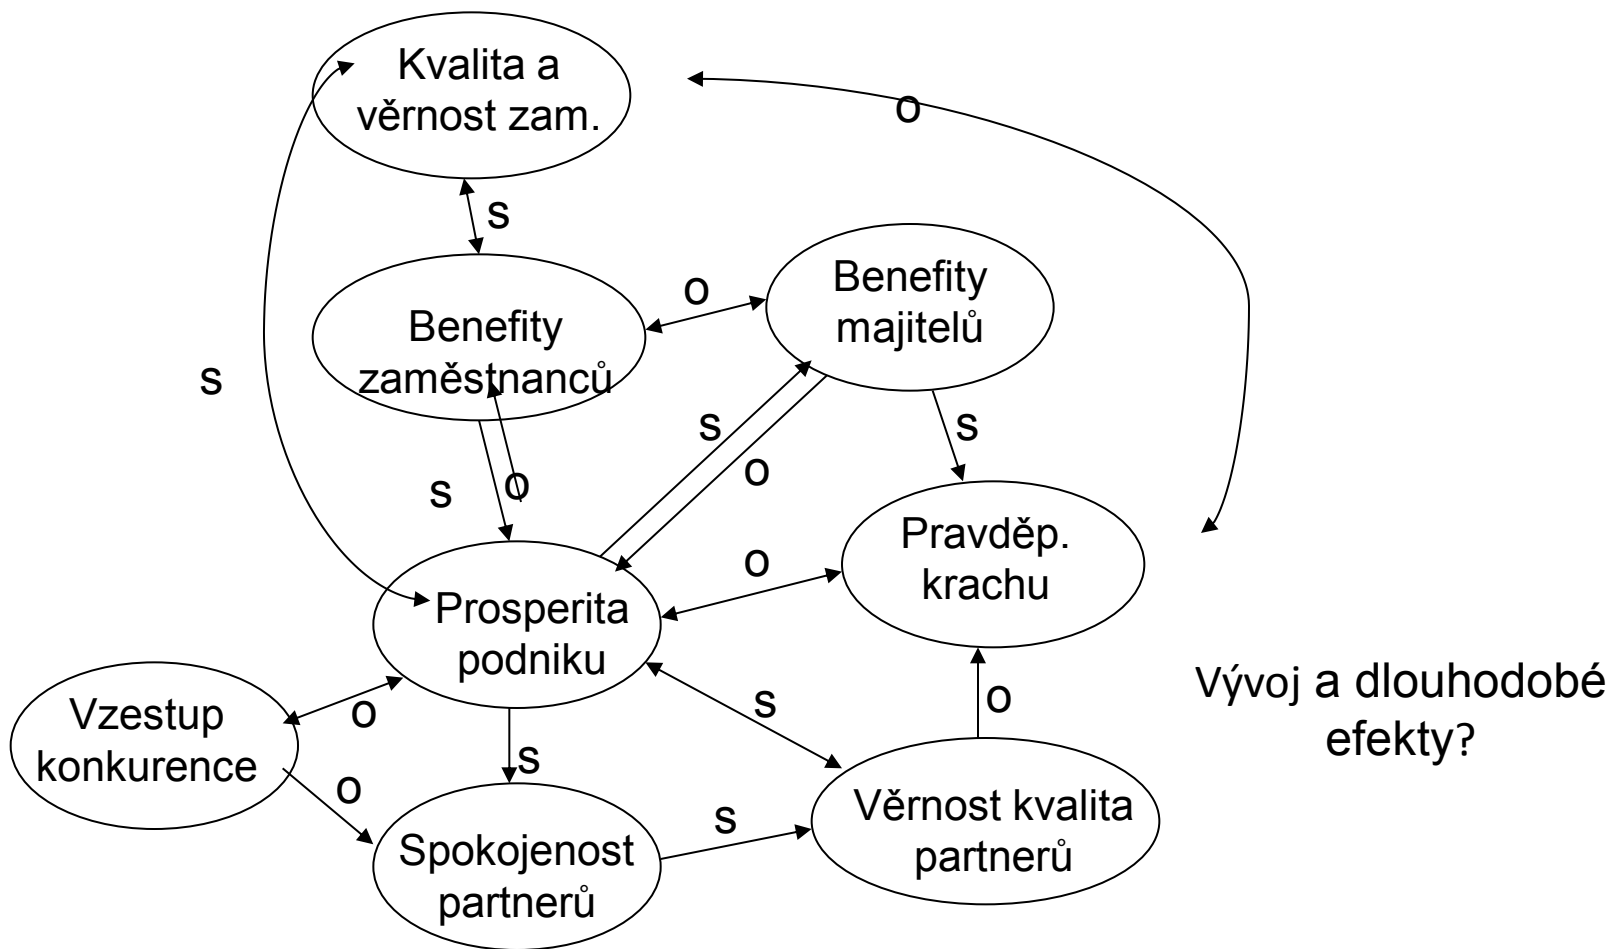 Kvalita a
věrnost zam.
o
s
Benefity
majitelů
o
Benefity
zaměstnanců
s
s
s
o
s
o
Pravděp.
krachu
o
Prosperita
podniku
Vývoj a dlouhodobé
efekty?
s
o
Vzestup
konkurence
o
s
o
s
Věrnost kvalita
partnerů
Spokojenost
partnerů